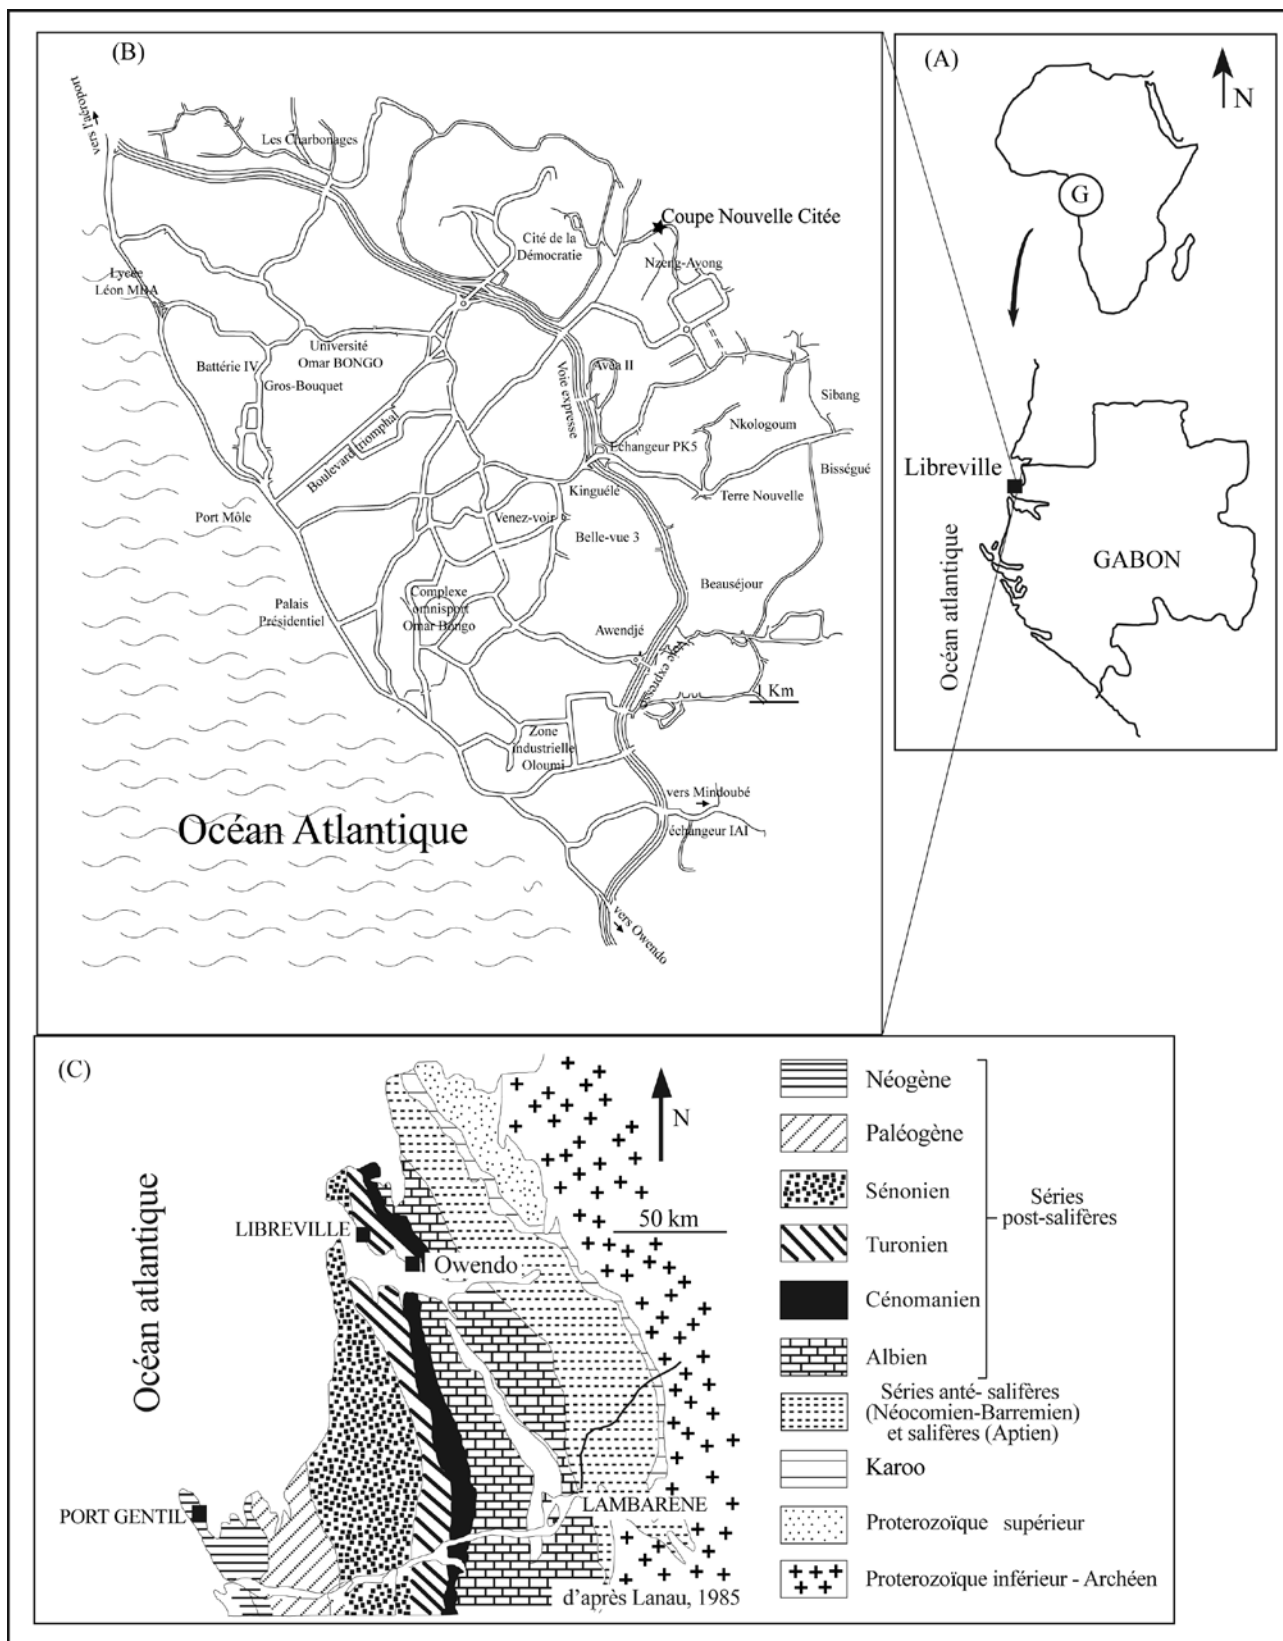 (B)
vers l'aéroport
Les Charbonages
Coupe Nouvelle Citée
Cité de la
Démocratie
Nzeng-Ayong
Lycée
Léon MBA
Université
Omar BONGO
Battérie IV
Gros-Bouquet
Avea II
Voie expresse
Sibang
Boulevard triomphal
Nkologoum
Echangeur PK5
Bisségué
Kinguélé
Terre Nouvelle
Port Môle
Venez-voir
Belle-vue 3
Beauséjour
Complexe
omnisport
Omar Bongo
Palais
Présidentiel
Awendjé
Voie expresse
1 Km
Zone
industrielle
Oloumi
vers Mindoubé
échangeur IAI
Océan Atlantique
vers Owendo
(A)
N
G
Libreville
GABON
Océan atlantique
(C)
N
50 km
Océan atlantique
LIBREVILLE
Owendo
PORT GENTIL
LAMBARENE
d'après Lanau, 1985
Néogène
Paléogène
Sénonien
Séries
post-salifères
Turonien
Cénomanien
Albien
Séries anté- salifères
(Néocomien-Barremien)
et salifères (Aptien)
Karoo
Proterozoïque supérieur
Proterozoïque inférieur - Archéen